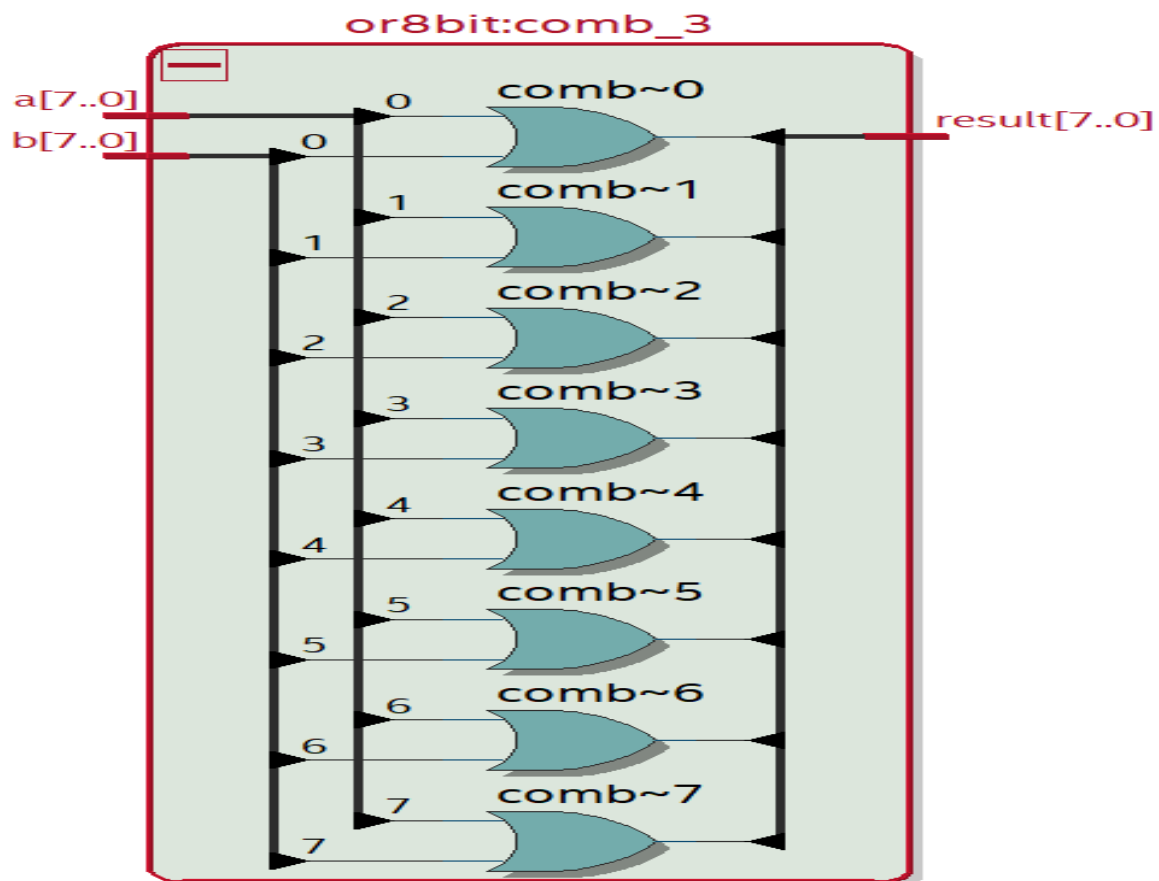 or8bit:comb_3
comb~0
a[7..0]
0
result[7..0]
b[7..0]
0
comb~1
1
1
comb~2
2
2
comb~3
3
3
comb~4
4
4
comb~5
5
5
comb~6
6
6
comb~7
7
7